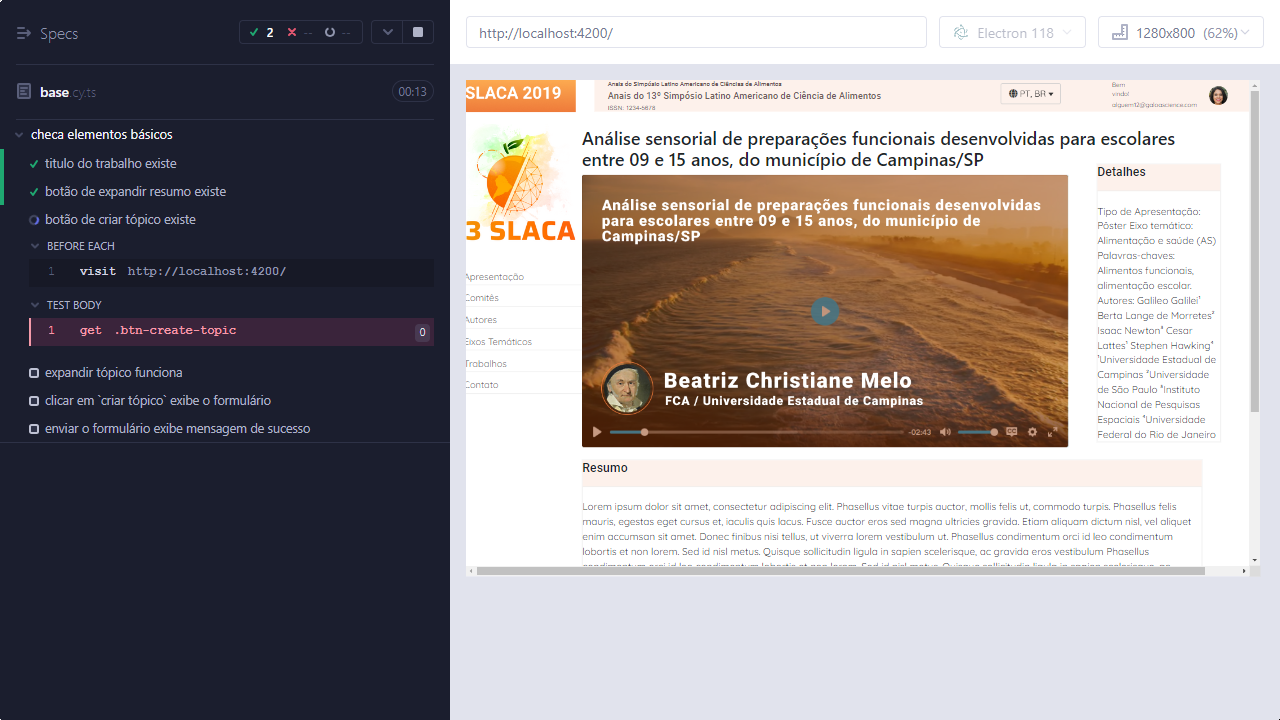 Specs
2
--
--
base.cy.ts
00:13
checa elementos básicos
titulo do trabalho existe
botão de expandir resumo existe
botão de criar tópico existe
BEFORE EACH
1 visit http://localhost:4200/
TEST BODY
1 get .btn-create-topic 0
expandir tópico funciona
clicar em `criar tópico` exibe o formulário
enviar o formulário exibe mensagem de sucesso
http://localhost:4200/
Electron 118
1280x800 (62%)
SLACA 2019
Anais do Simpósio Latino Americano de Ciências de Alimentos
Anais do 13º Simpósio Latino Americano de Ciência de Alimentos
ISSN: 1234-5678
PT, BR
Bem
vindo!
alguem12@galoascience.com
3 SLACA
Apresentação
Comitês
Autores
Eixos Temáticos
Trabalhos
Contato
Análise sensorial de preparações funcionais desenvolvidas para escolares
entre 09 e 15 anos, do município de Campinas/SP
Análise sensorial de preparações funcionais desenvolvidas
para escolares entre 09 e 15 anos, do município de
Campinas/SP
Beatriz Christiane Melo
FCA / Universidade Estadual de Campinas
-02:43
CC
Detalhes
Tipo de Apresentação:
Pôster Eixo temático:
Alimentação e saúde (AS)
Palavras-chaves:
Alimentos funcionais,
alimentação escolar.
Autores: Galileo Galilei¹
Berta Lange de Morretes²
Isaac Newton³ Cesar
Lattes¹ Stephen Hawking⁴
¹Universidade Estadual de
Campinas ²Universidade
de São Paulo ³Instituto
Nacional de Pesquisas
Espaciais ⁴Universidade
Federal do Rio de Janeiro
Resumo
Lorem ipsum dolor sit amet, consectetur adipiscing elit. Phasellus vitae turpis auctor, mollis felis ut, commodo turpis. Phasellus felis
mauris, egestas eget cursus et, iaculis quis lacus. Fusce auctor eros sed magna ultricies gravida. Etiam aliquam dictum nisl, vel aliquet
enim accumsan sit amet. Donec finibus nisi tellus, ut viverra lorem vestibulum ut. Phasellus condimentum orci id leo condimentum
lobortis et non lorem. Sed id nisl metus. Quisque sollicitudin ligula in sapien scelerisque, ac gravida eros vestibulum Phasellus